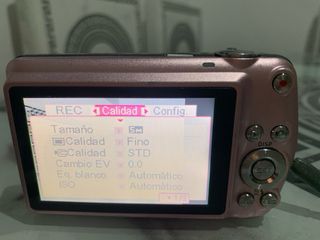 REC Calidad Config.
Tamaño 5M
Calidad Fino
Calidad STD
Cambio EV 0.0
Eq. blanco Automático
ISO Automático
DISP
SET